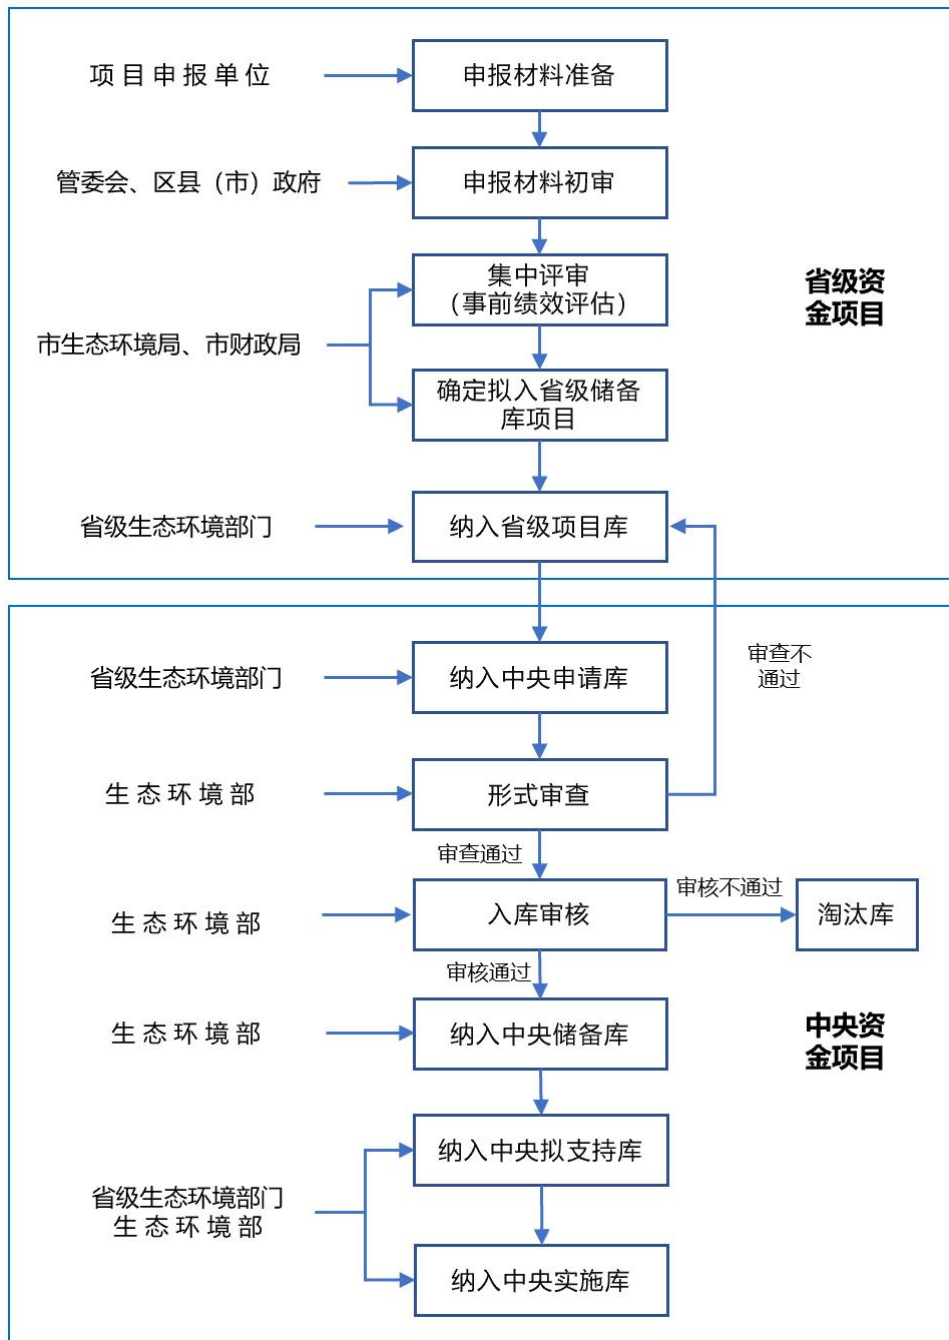 项目申报单位
申报材料准备
管委会、区县（市）政府
申报材料初审
集中评审
（事前绩效评估）
市生态环境局、市财政局
确定拟入省级储备
库项目
省级资
金项目
省级生态环境部门
纳入省级项目库
省级生态环境部门
纳入中央申请库
审查不
通过
生态环境部
形式审查
审查通过
生态环境部
入库审核
审核不通过
淘汰库
审核通过
生态环境部
纳入中央储备库
中央资
金项目
纳入中央拟支持库
省级生态环境部门
生态环境部
纳入中央实施库